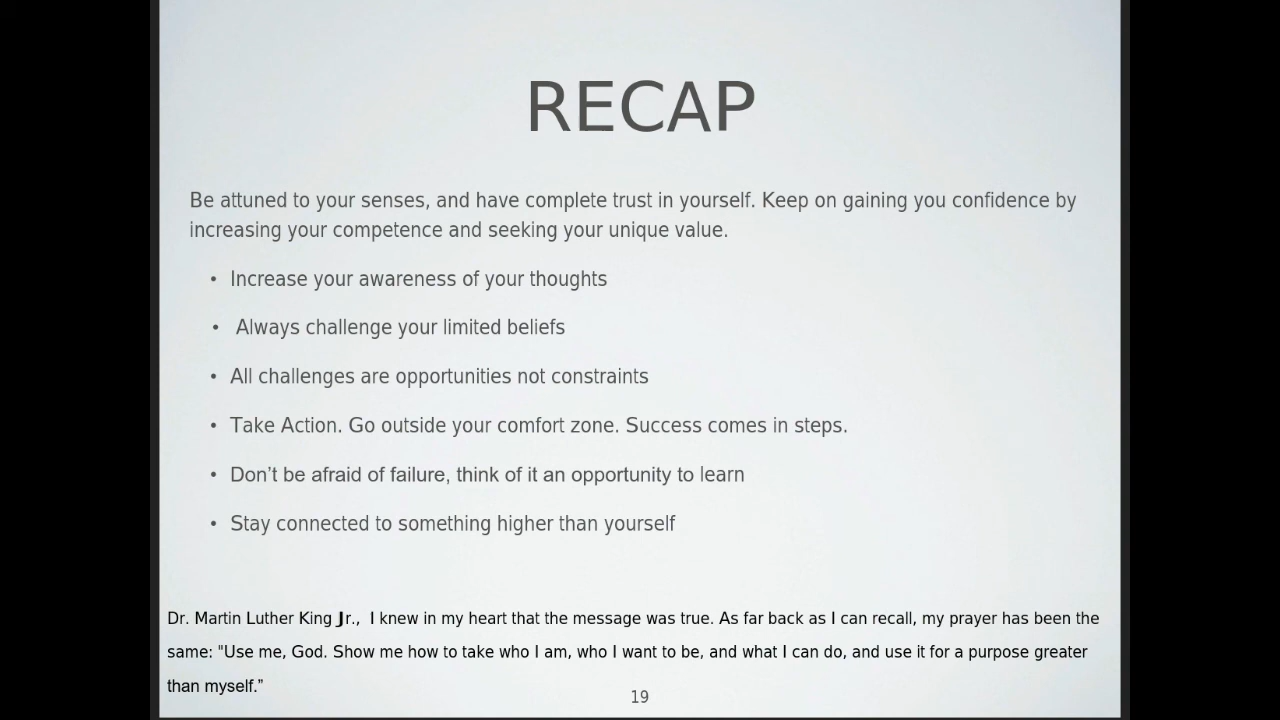 RECAP
Be attuned to your senses, and have complete trust in yourself. Keep on gaining you confidence by
increasing your competence and seeking your unique value.
• Increase your awareness of your thoughts
• Always challenge your limited beliefs
• All challenges are opportunities not constraints
• Take Action. Go outside your comfort zone. Success comes in steps.
• Don’t be afraid of failure, think of it an opportunity to learn
• Stay connected to something higher than yourself
Dr. Martin Luther King Jr.,  I knew in my heart that the message was true. As far back as I can recall, my prayer has been the
same: "Use me, God. Show me how to take who I am, who I want to be, and what I can do, and use it for a purpose greater
than myself.”
19